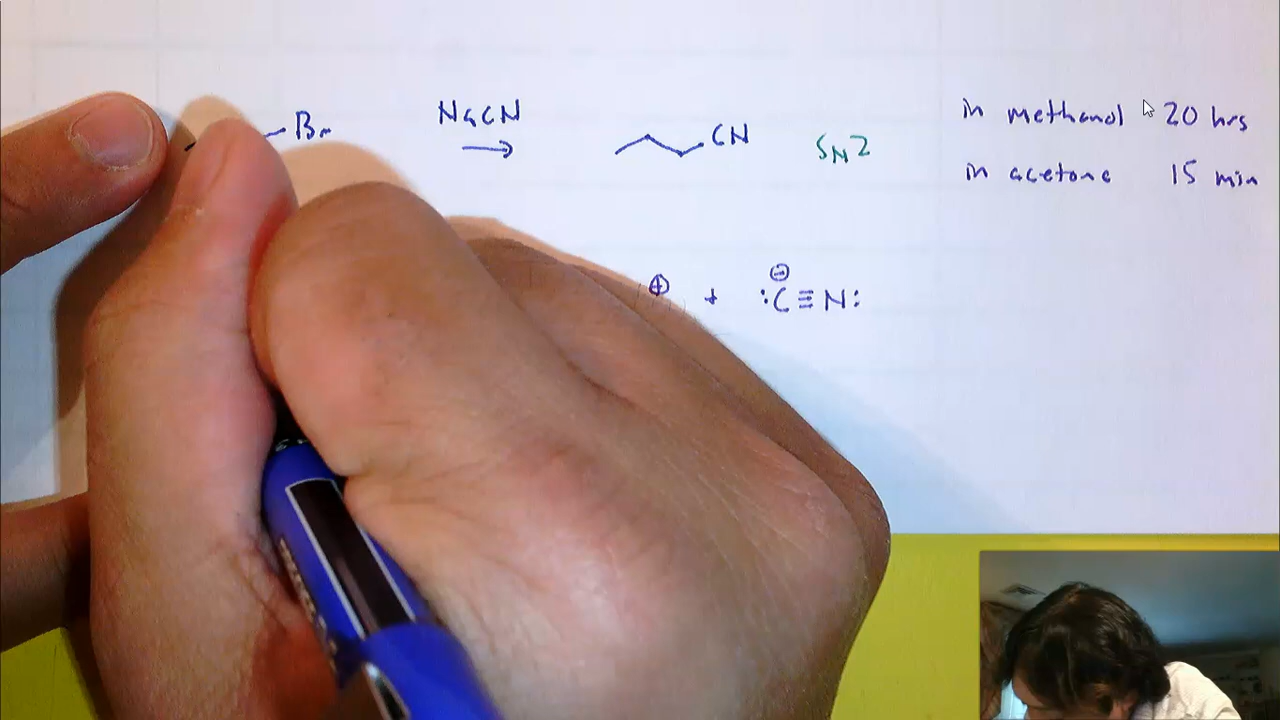 Br NaCN → CN SN2 in methanol 20 hrs
in acetone 15 min
⊕ + ⊖ :C≡N: